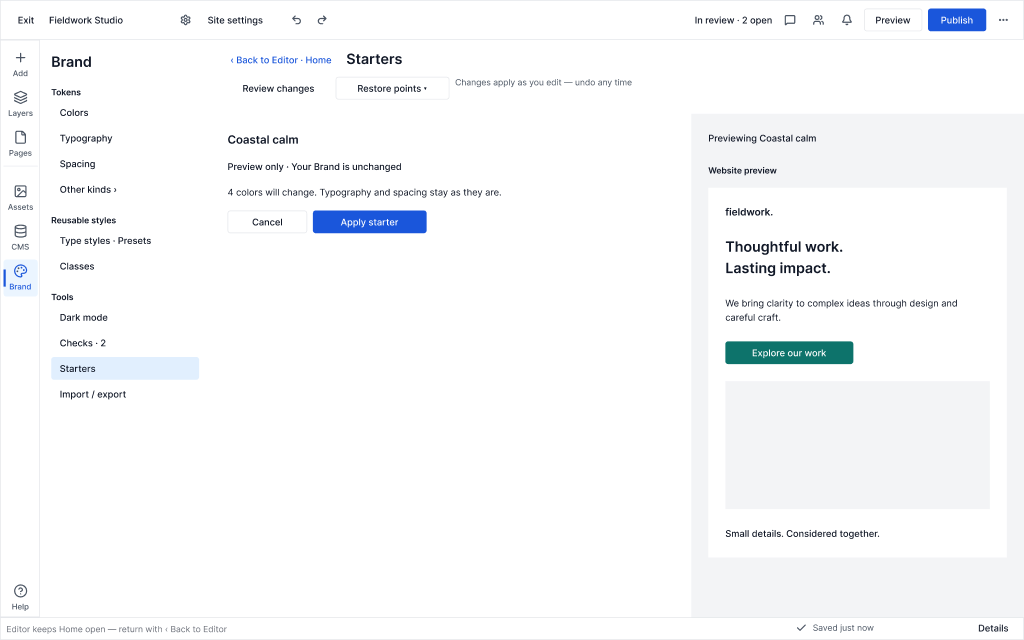 Exit
Fieldwork Studio
Site settings
In review · 2 open
Preview
Publish
Add
Layers
Pages
Assets
CMS
Brand
Help
Brand
Tokens
Colors
Typography
Spacing
Other kinds ›
Reusable styles
Type styles · Presets
Classes
Tools
Dark mode
Checks · 2
Starters
Import / export
‹ Back to Editor · Home
Starters
Review changes
Restore points ▾
Changes apply as you edit — undo any time
Coastal calm
Preview only · Your Brand is unchanged
4 colors will change. Typography and spacing stay as they are.
Cancel
Apply starter
Previewing Coastal calm
Website preview
fieldwork.
Thoughtful work.
Lasting impact.
We bring clarity to complex ideas through design and
careful craft.
Explore our work
Small details. Considered together.
Editor keeps Home open — return with ‹ Back to Editor
Saved just now
Details